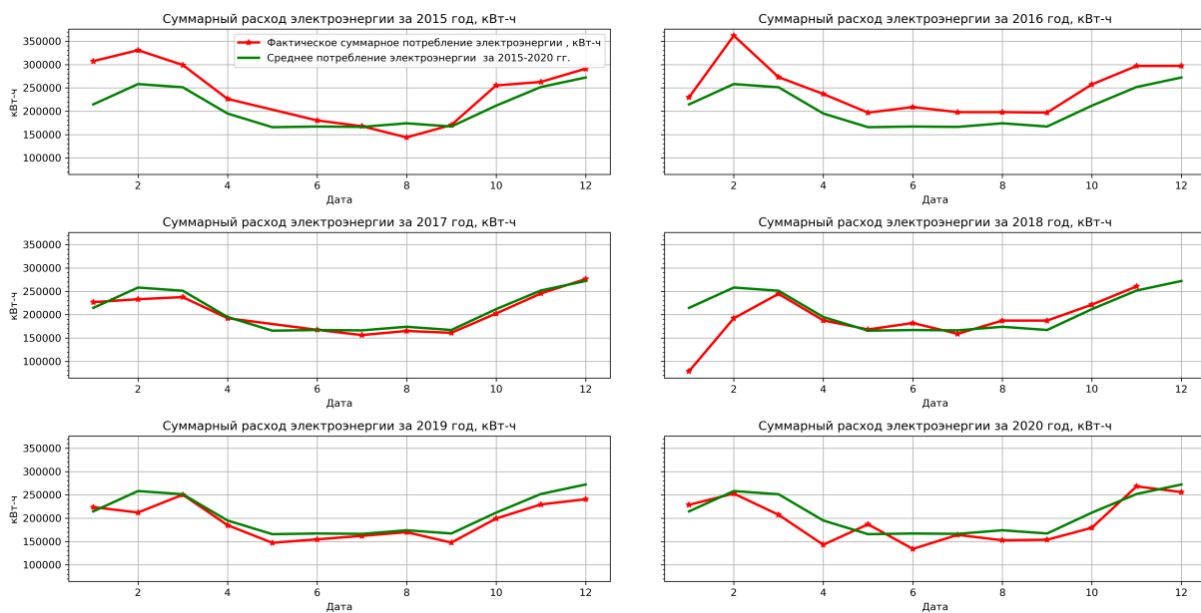 Суммарный расход электроэнергии за 2015 год, кВт-ч
350000
300000
250000
200000
150000
100000
кВт-ч
Фактическое суммарное потребление электроэнергии , кВт-ч
Среднее потребление электроэнергии  за 2015-2020 гг.
2 4 6 8 10 12
Дата
Суммарный расход электроэнергии за 2016 год, кВт-ч
2 4 6 8 10 12
Дата
Суммарный расход электроэнергии за 2017 год, кВт-ч
350000
300000
250000
200000
150000
100000
кВт-ч
2 4 6 8 10 12
Дата
Суммарный расход электроэнергии за 2018 год, кВт-ч
2 4 6 8 10 12
Дата
Суммарный расход электроэнергии за 2019 год, кВт-ч
350000
300000
250000
200000
150000
100000
кВт-ч
2 4 6 8 10 12
Дата
Суммарный расход электроэнергии за 2020 год, кВт-ч
2 4 6 8 10 12
Дата